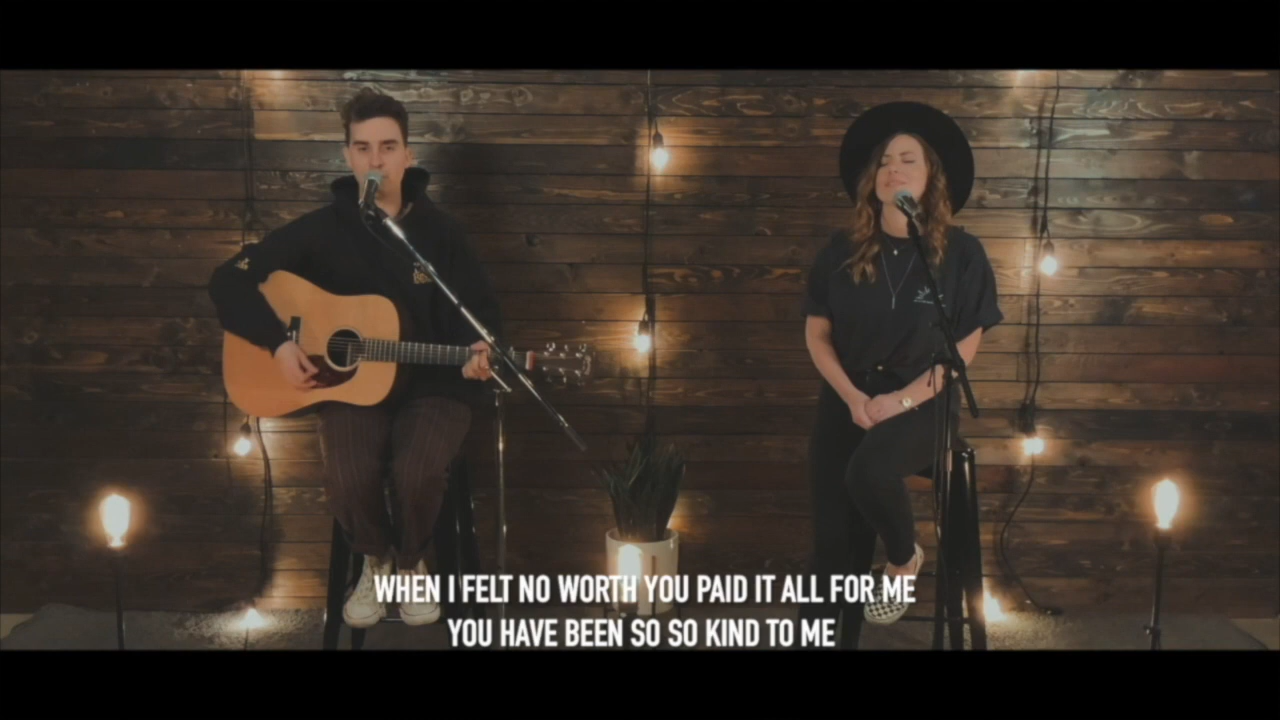 WHEN I FELT NO WORTH YOU PAID IT ALL FOR ME
YOU HAVE BEEN SO SO KIND TO ME